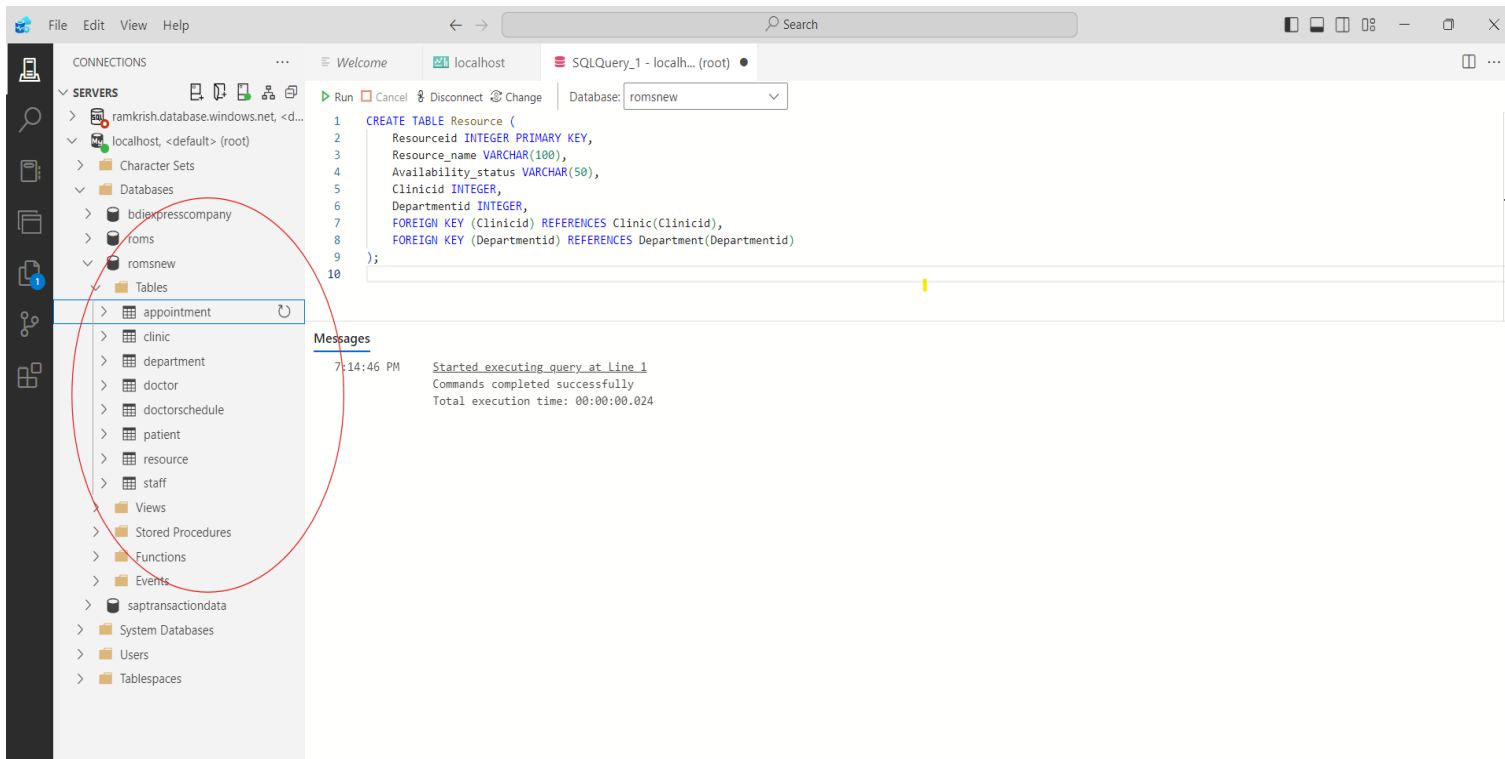 File Edit View Help
Search
CONNECTIONS
SERVERS
ramkrish.database.windows.net, <d...
localhost, <default> (root)
Character Sets
Databases
bdiexpresscompany
roms
romsnew
Tables
appointment
clinic
department
doctor
doctorschedule
patient
resource
staff
Views
Stored Procedures
Functions
Events
saptransactiondata
System Databases
Users
Tablespaces
1
Welcome localhost SQLQuery_1 - localh... (root)
Run Cancel Disconnect Change Database: romsnew
1 CREATE TABLE Resource (
2 Resourceid INTEGER PRIMARY KEY,
3 Resource_name VARCHAR(100),
4 Availability_status VARCHAR(50),
5 Clinicid INTEGER,
6 Departmentid INTEGER,
7 FOREIGN KEY (Clinicid) REFERENCES Clinic(Clinicid),
8 FOREIGN KEY (Departmentid) REFERENCES Department(Departmentid)
9 );
10
Messages
7:14:46 PM Started executing query at Line 1
Commands completed successfully
Total execution time: 00:00:00.024